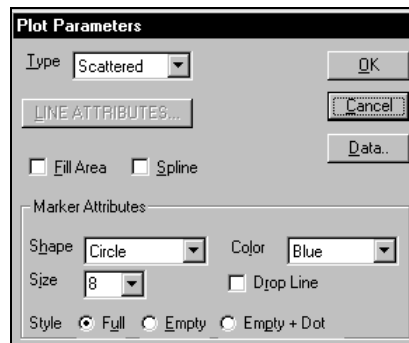 Plot Parameters
Type Scattered OK
LINE ATTRIBUTES... Cancel
Data..
Fill Area Spline
Marker Attributes
Shape Circle Color Blue
Size 8 Drop Line
Style Full Empty Empty + Dot